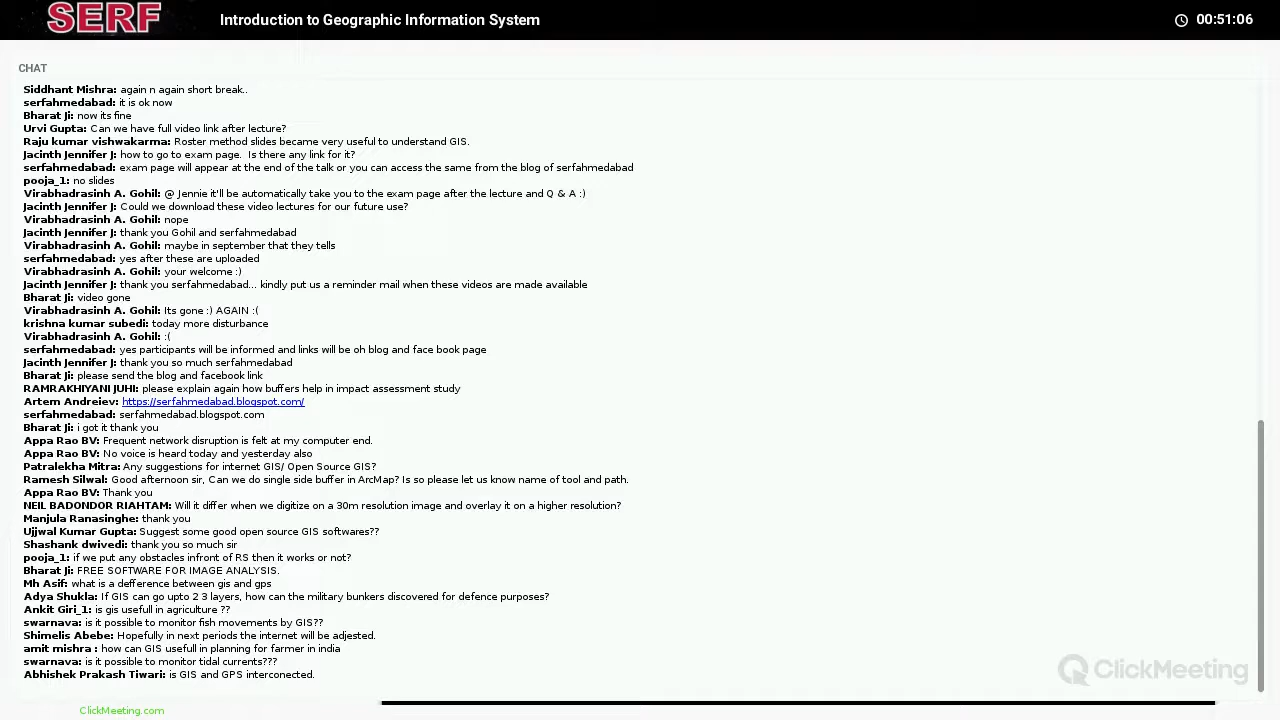 SERF
Introduction to Geographic Information System
00:51:06
CHAT
Siddhant Mishra: again n again short break..
serfahmedabad: it is ok now
Bharat Ji: now its fine
Urvi Gupta: Can we have full video link after lecture?
Raju kumar vishwakarma: Roster method slides became very useful to understand GIS.
Jacinth Jennifer J: how to go to exam page.  Is there any link for it?
serfahmedabad: exam page will appear at the end of the talk or you can access the same from the blog of serfahmedabad
pooja_1: no slides
Virabhadrasinh A. Gohil: @ Jennie it'll be automatically take you to the exam page after the lecture and Q & A :)
Jacinth Jennifer J: Could we download these video lectures for our future use?
Virabhadrasinh A. Gohil: nope
Jacinth Jennifer J: thank you Gohil and serfahmedabad
Virabhadrasinh A. Gohil: maybe in september that they tells
serfahmedabad: yes after these are uploaded
Virabhadrasinh A. Gohil: your welcome :)
Jacinth Jennifer J: thank you serfahmedabad... kindly put us a reminder mail when these videos are made available
Bharat Ji: video gone
Virabhadrasinh A. Gohil: Its gone :) AGAIN :(
krishna kumar subedi: today more disturbance
Virabhadrasinh A. Gohil: :(
serfahmedabad: yes participants will be informed and links will be oh blog and face book page
Jacinth Jennifer J: thank you so much serfahmedabad
Bharat Ji: please send the blog and facebook link
RAMRAKHIYANI JUHI: please explain again how buffers help in impact assessment study
Artem Andreiev: https://serfahmedabad.blogspot.com/
serfahmedabad: serfahmedabad.blogspot.com
Bharat Ji: i got it thank you
Appa Rao BV: Frequent network disruption is felt at my computer end.
Appa Rao BV: No voice is heard today and yesterday also
Patralekha Mitra: Any suggestions for internet GIS/ Open Source GIS?
Ramesh Silwal: Good afternoon sir, Can we do single side buffer in ArcMap? Is so please let us know name of tool and path.
Appa Rao BV: Thank you
NEIL BADONDOR RIAHTAM: Will it differ when we digitize on a 30m resolution image and overlay it on a higher resolution?
Manjula Ranasinghe: thank you
Ujjwal Kumar Gupta: Suggest some good open source GIS softwares??
Shashank dwivedi: thank you so much sir
pooja_1: if we put any obstacles infront of RS then it works or not?
Bharat Ji: FREE SOFTWARE FOR IMAGE ANALYSIS.
Mh Asif: what is a defference between gis and gps
Adya Shukla: If GIS can go upto 2 3 layers, how can the military bunkers discovered for defence purposes?
Ankit Giri_1: is gis usefull in agriculture ??
swarnava: is it possible to monitor fish movements by GIS??
Shimelis Abebe: Hopefully in next periods the internet will be adjested.
amit mishra : how can GIS usefull in planning for farmer in india
swarnava: is it possible to monitor tidal currents???
Abhishek Prakash Tiwari: is GIS and GPS interconected.
ClickMeeting
ClickMeeting.com